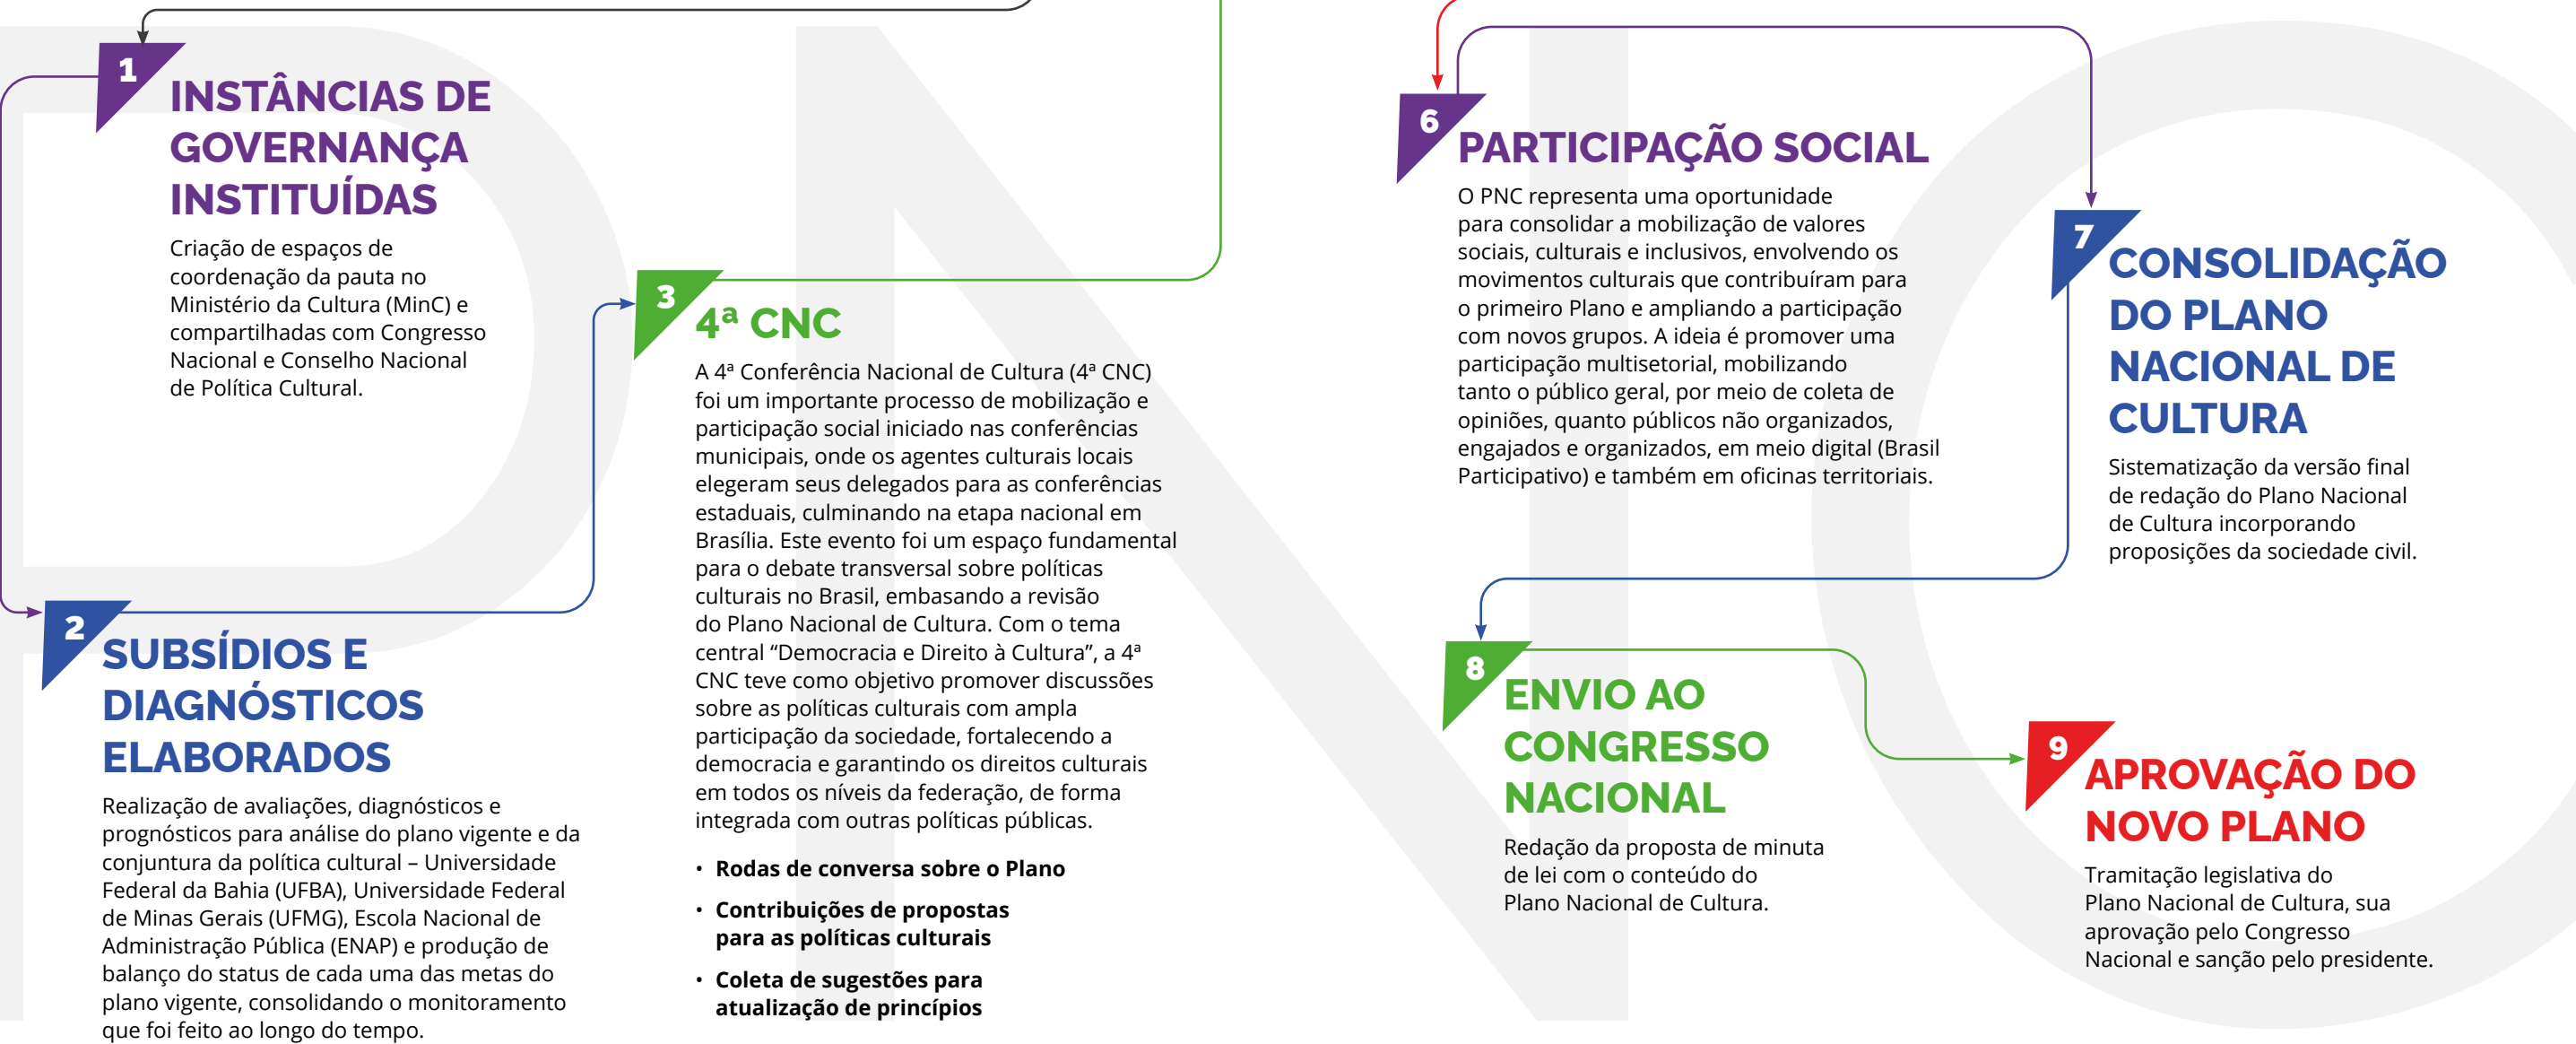 1
INSTÂNCIAS DE
GOVERNANÇA
INSTITUÍDAS
Criação de espaços de
coordenação da pauta no
Ministério da Cultura (MinC) e
compartilhadas com Congresso
Nacional e Conselho Nacional
de Política Cultural.
2
SUBSÍDIOS E
DIAGNÓSTICOS
ELABORADOS
Realização de avaliações, diagnósticos e
prognósticos para análise do plano vigente e da
conjuntura da política cultural – Universidade
Federal da Bahia (UFBA), Universidade Federal
de Minas Gerais (UFMG), Escola Nacional de
Administração Pública (ENAP) e produção de
balanço do status de cada uma das metas do
plano vigente, consolidando o monitoramento
que foi feito ao longo do tempo.
3
4ª CNC
A 4ª Conferência Nacional de Cultura (4ª CNC)
foi um importante processo de mobilização e
participação social iniciado nas conferências
municipais, onde os agentes culturais locais
elegeram seus delegados para as conferências
estaduais, culminando na etapa nacional em
Brasília. Este evento foi um espaço fundamental
para o debate transversal sobre políticas
culturais no Brasil, embasando a revisão
do Plano Nacional de Cultura. Com o tema
central “Democracia e Direito à Cultura”, a 4ª
CNC teve como objetivo promover discussões
sobre as políticas culturais com ampla
participação da sociedade, fortalecendo a
democracia e garantindo os direitos culturais
em todos os níveis da federação, de forma
integrada com outras políticas públicas.
• Rodas de conversa sobre o Plano
• Contribuições de propostas
para as políticas culturais
• Coleta de sugestões para
atualização de princípios
6
PARTICIPAÇÃO SOCIAL
O PNC representa uma oportunidade
para consolidar a mobilização de valores
sociais, culturais e inclusivos, envolvendo os
movimentos culturais que contribuíram para
o primeiro Plano e ampliando a participação
com novos grupos. A ideia é promover uma
participação multisetorial, mobilizando
tanto o público geral, por meio de coleta de
opiniões, quanto públicos não organizados,
engajados e organizados, em meio digital (Brasil
Participativo) e também em oficinas territoriais.
7
CONSOLIDAÇÃO
DO PLANO
NACIONAL DE
CULTURA
Sistematização da versão final
de redação do Plano Nacional
de Cultura incorporando
proposições da sociedade civil.
8
ENVIO AO
CONGRESSO
NACIONAL
Redação da proposta de minuta
de lei com o conteúdo do
Plano Nacional de Cultura.
9
APROVAÇÃO DO
NOVO PLANO
Tramitação legislativa do
Plano Nacional de Cultura, sua
aprovação pelo Congresso
Nacional e sanção pelo presidente.